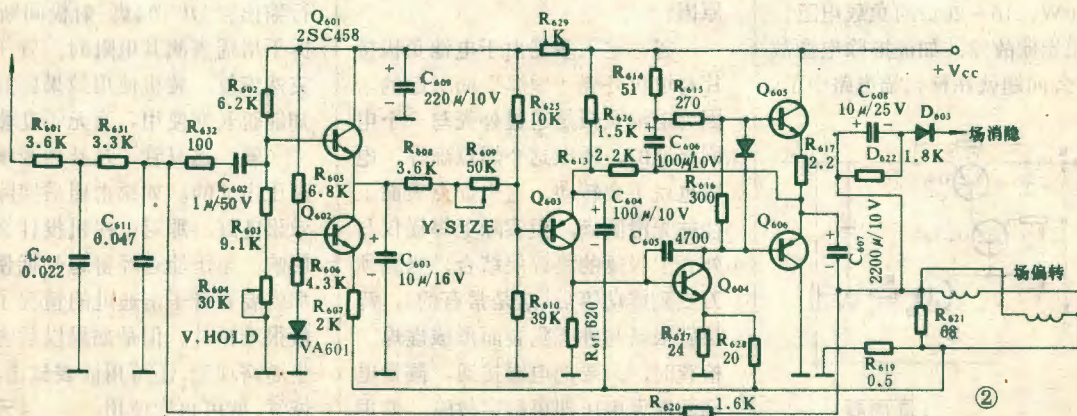 Q601
2SC458
R601
3.6K
R631
3.3K
R632
100
C602
1μ/50V
C601
0.022
C611
0.047
R602
6.2K
C609
220μ/10V
R605
6.8K
Q602
R603
9.1K
R604
30K
V.HOLD
R606
4.3K
R607
2K
VA601
C603
10μ/16V
R608
3.6K
R609
50K
Y.SIZE
R629
1K
R625
10K
R610
39K
R611
620
Q603
R626
1.5K
R613
2.2K
R614
51
R615
270
C606
100μ/10V
C604
100μ/10V
C605
4700
R616
300
Q604
R628
20
24
Q605
Q606
R617
2.2
C607
2200μ/10V
C608
10μ/25V
D603
D622
1.8K
+Vcc
场消隐
场偏转
R621
68
R619
0.5
R620
1.6K
②